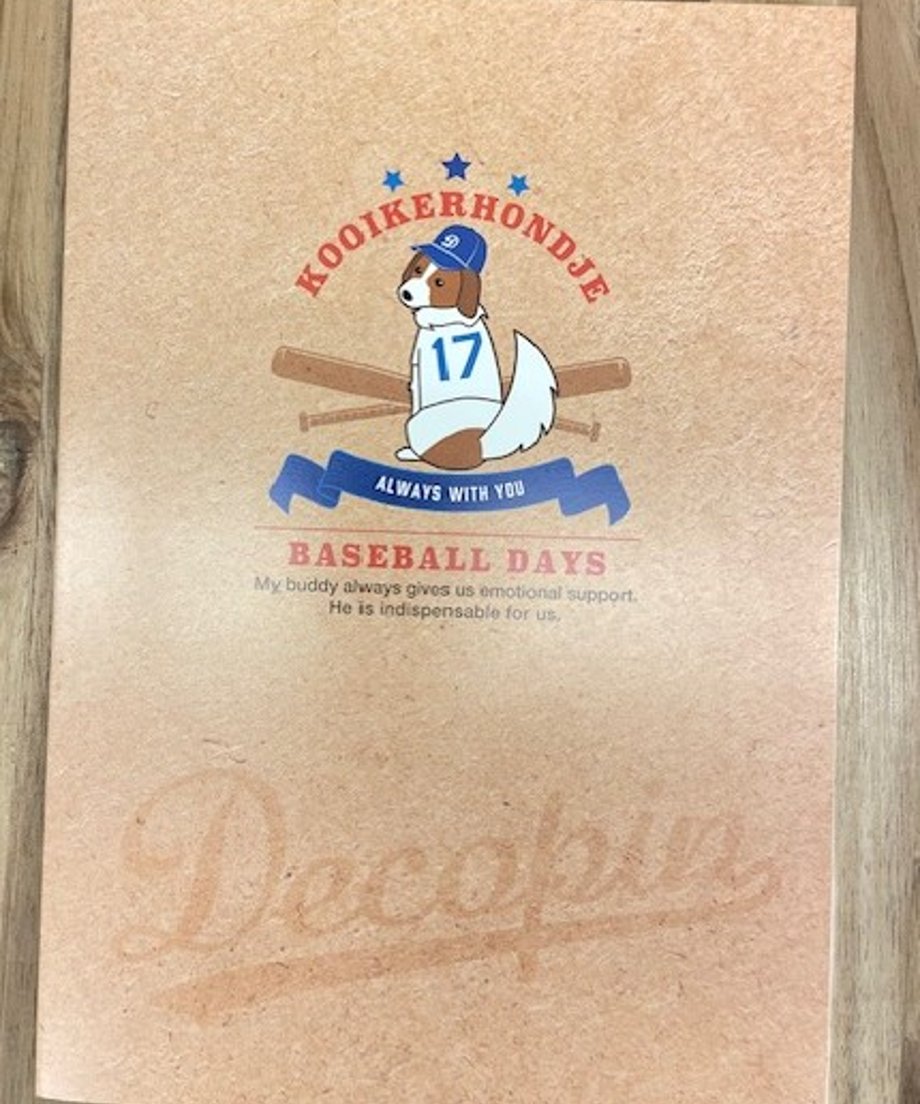 KOOIKERHONDJE
D
17
ALWAYS WITH YOU
BASEBALL DAYS
My buddy always gives us emotional support.
He is indispensable for us.
Decopin